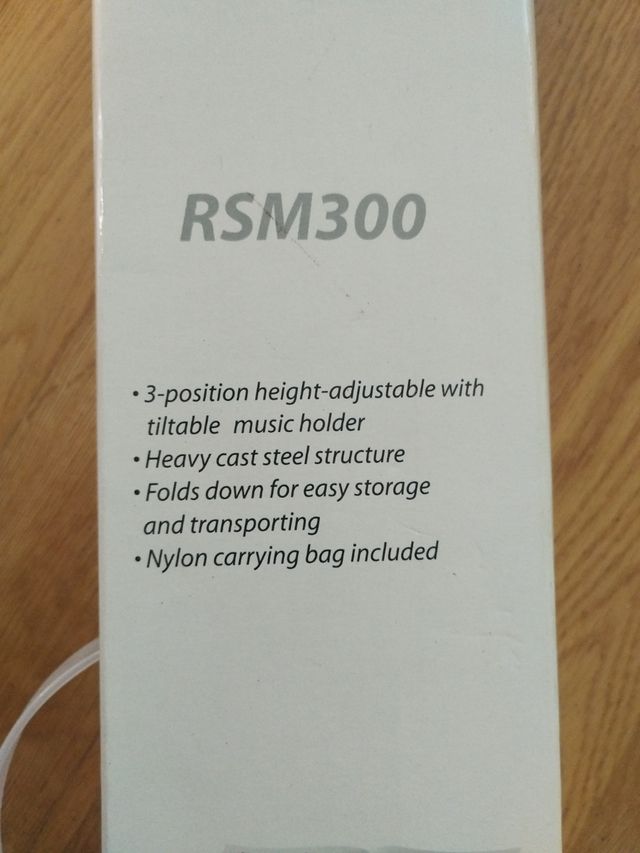 RSM300
• 3-position height-adjustable with
tiltable music holder
• Heavy cast steel structure
• Folds down for easy storage
and transporting
• Nylon carrying bag included